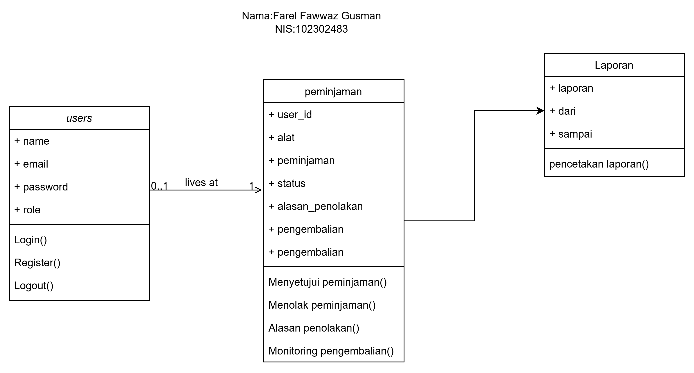 Nama:Farel Fawwaz Gusman
NIS:102302483
users
+ name
+ email
+ password
+ role
Login()
Register()
Logout()
0..1
lives at
1
peminjaman
+ user_id
+ alat
+ peminjaman
+ status
+ alasan_penolakan
+ pengembalian
+ pengembalian
Menyetujui peminjaman()
Menolak peminjaman()
Alasan penolakan()
Monitoring pengembalian()
Laporan
+ laporan
+ dari
+ sampai
pencetakan laporan()